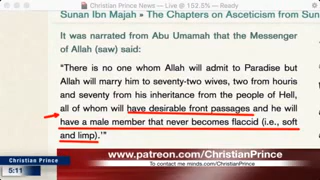 Christian Prince News — Live @ 152.5% ~
Sunan Ibn Majah » The Chapters on Asceticism from Sun
It was narrated from Abu Umamah that the Messenger
of Allah (saw) said:
“There is no one whom Allah will admit to Paradise but
Allah will marry him to seventy-two wives, two from houris
and seventy from his inheritance from the people of Hell,
all of whom will have desirable front passages and he will
have a male member that never becomes flaccid (i.e., soft
and limp).’”
www.patreon.com/ChristianPrince
To contact me minds.com/ChristianPrince
Christian Prince
5:11